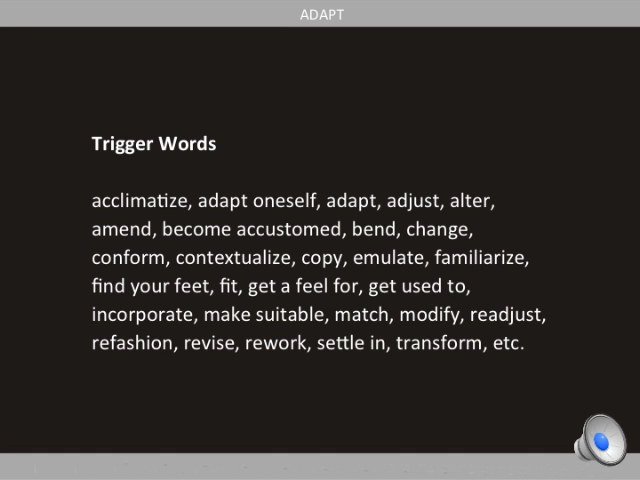 ADAPT
Trigger Words
acclimatize, adapt oneself, adapt, adjust, alter,
amend, become accustomed, bend, change,
conform, contextualize, copy, emulate, familiarize,
find your feet, fit, get a feel for, get used to,
incorporate, make suitable, match, modify, readjust,
refashion, revise, rework, settle in, transform, etc.